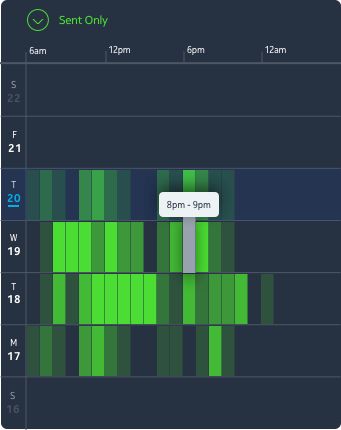 Sent Only
6am 12pm 6pm 12am
S
22
F
21
T
20
8pm - 9pm
W
19
T
18
M
17
S
16